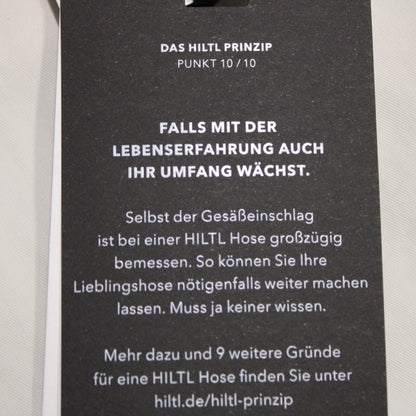 DAS HILTL PRINZIP
PUNKT 10 / 10
FALLS MIT DER
LEBENSERFAHRUNG AUCH
IHR UMFANG WÄCHST.
Selbst der Gesäßeinschlag
ist bei einer HILTL Hose großzügig
bemessen. So können Sie Ihre
Lieblingshose nötigenfalls weiter machen
lassen. Muss ja keiner wissen.
Mehr dazu und 9 weitere Gründe
für eine HILTL Hose finden Sie unter
hiltl.de/hiltl-prinzip